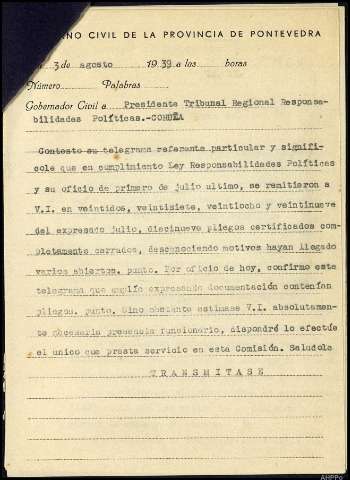 NO CIVIL DE LA PROVINCIA DE PONTEVEDRA
3 de agosto 19 39 a las horas
Número Palabras
Gobernador Civil a Presidente Tribunal Regional Responsa-
bilidades Políticas.-CORUÑA
Contesto su telegrama referente particular y signifi-
cole que en cumplimiento Ley Responsabilidades Políticas
y su oficio de primero de julio ultimo, se remitieron a
V.I. en veintidos, veintisiete, veintiocho y veintinueve
del expresado julio, diecinueve pliegos certificados com-
pletamente cerrados, desconociendo motivos hayan llegado
varios abiertos. punto. Por oficio de hoy, confirmo este
telegrama que amplío expresando documentación contenían
pliegos. punto. Sino obstante estimase V.I. absolutamen-
te necesaria presencia funcionario, dispondré lo efectúe
el unico que presta servicio en esta Comisión. Saludole
TRANSMITASE
AHPPo